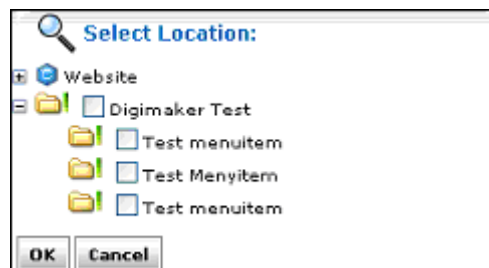 Select Location:
Website
Digimaker Test
Test menuitem
Test Menyitem
Test menuitem
OK Cancel